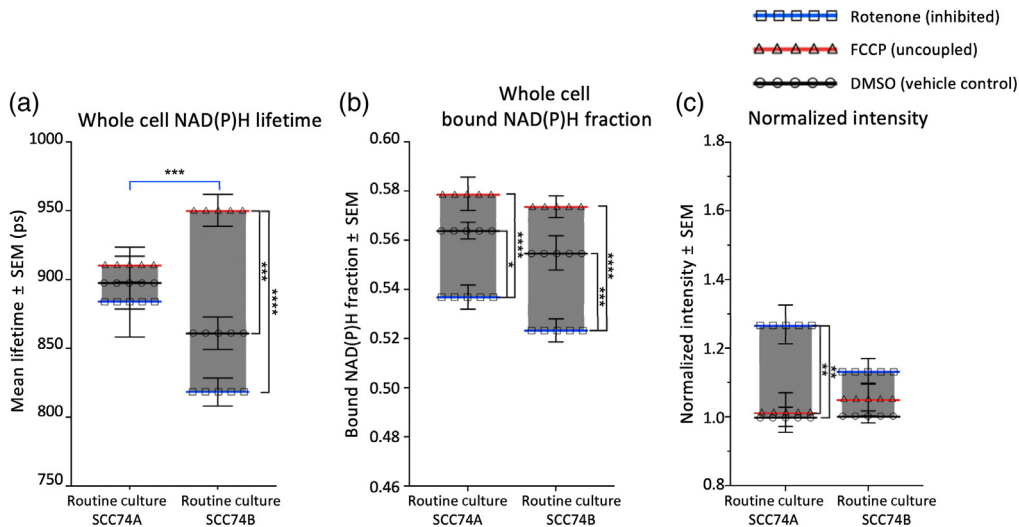 Rotenone (inhibited)
FCCP (uncoupled)
DMSO (vehicle control)
(a)
Whole cell NAD(P)H lifetime
Mean lifetime ± SEM (ps)
1000
950
900
850
800
750
***
***
****
Routine culture
SCC74A
Routine culture
SCC74B
(b)
Whole cell
bound NAD(P)H fraction
Bound NAD(P)H fraction ± SEM
0.60
0.58
0.56
0.54
0.52
0.50
0.48
0.46
*
****
***
****
Routine culture
SCC74A
Routine culture
SCC74B
(c)
Normalized intensity
Normalized intensity ± SEM
1.8
1.6
1.4
1.2
1.0
0.8
**
**
Routine culture
SCC74A
Routine culture
SCC74B